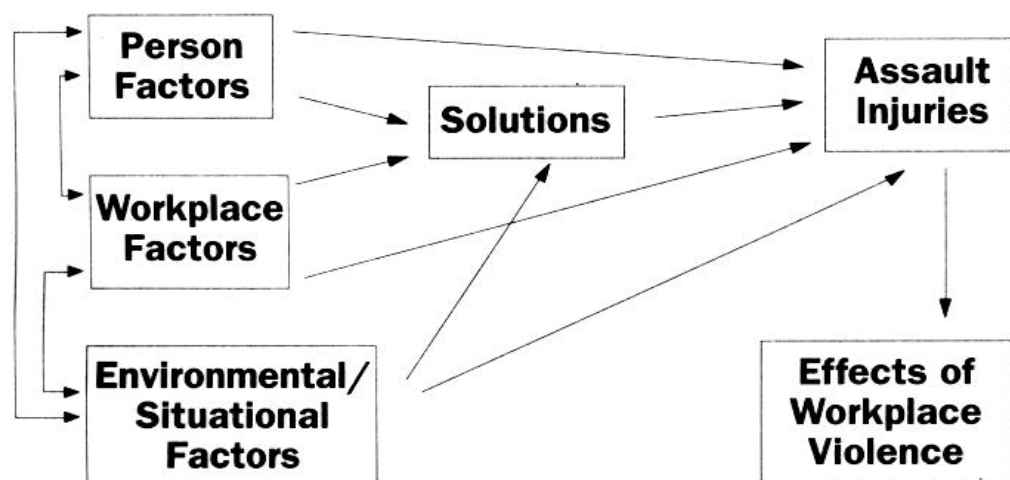 Person
Factors
Solutions
Assault
Injuries
Workplace
Factors
Environmental/
Situational
Factors
Effects of
Workplace
Violence